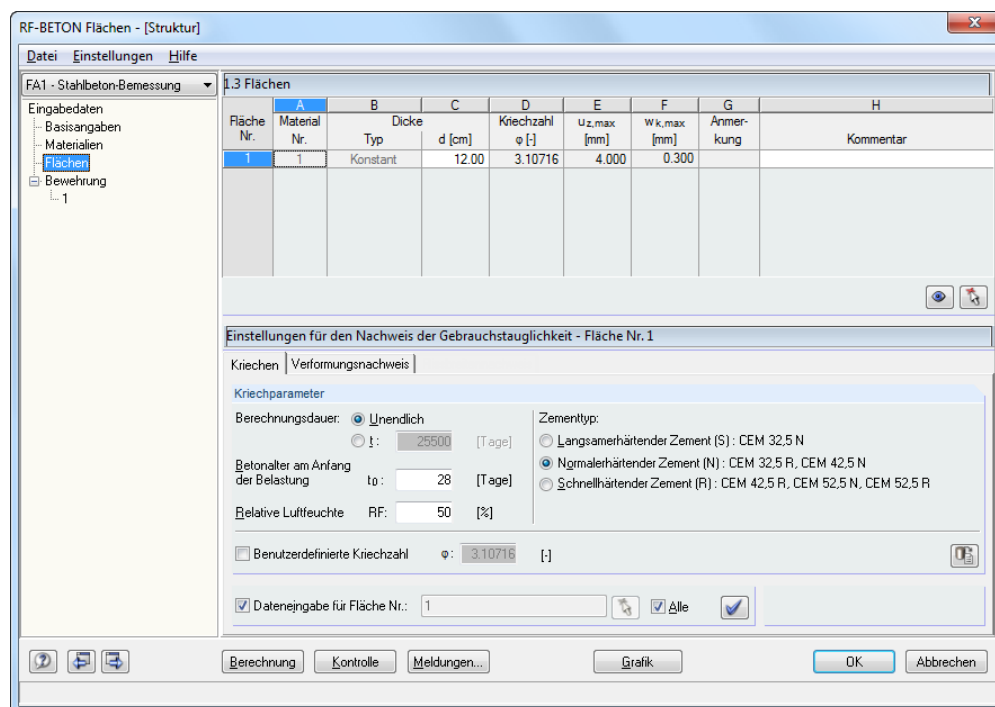 RF-BETON Flächen - [Struktur]
Datei Einstellungen Hilfe
FA1 - Stahlbeton-Bemessung
Eingabedaten
Basisangaben
Materialien
Flächen
Bewehrung
1
1.3 Flächen
A B C D E F G H
Fläche Material Dicke Kriechzahl uz,max wk,max Anmer-
Nr. Nr. Typ d [cm] φ [-] [mm] [mm] kung Kommentar
1 1 Konstant 12.00 3.10716 4.000 0.300
Einstellungen für den Nachweis der Gebrauchstauglichkeit - Fläche Nr. 1
Kriechen Verformungsnachweis
Kriechparameter
Berechnungsdauer: Unendlich
t: 25500 [Tage]
Betonalter am Anfang
der Belastung t0: 28 [Tage]
Relative Luftfeuchte RF: 50 [%]
Zementtyp:
Langsamerhärtender Zement (S) : CEM 32,5 N
Normalerhärtender Zement (N) : CEM 32,5 R, CEM 42,5 N
Schnellhärtender Zement (R) : CEM 42,5 R, CEM 52,5 N, CEM 52,5 R
Benutzerdefinierte Kriechzahl φ: 3.10716 [-]
Dateneingabe für Fläche Nr.: 1 Alle
Berechnung Kontrolle Meldungen... Grafik OK Abbrechen